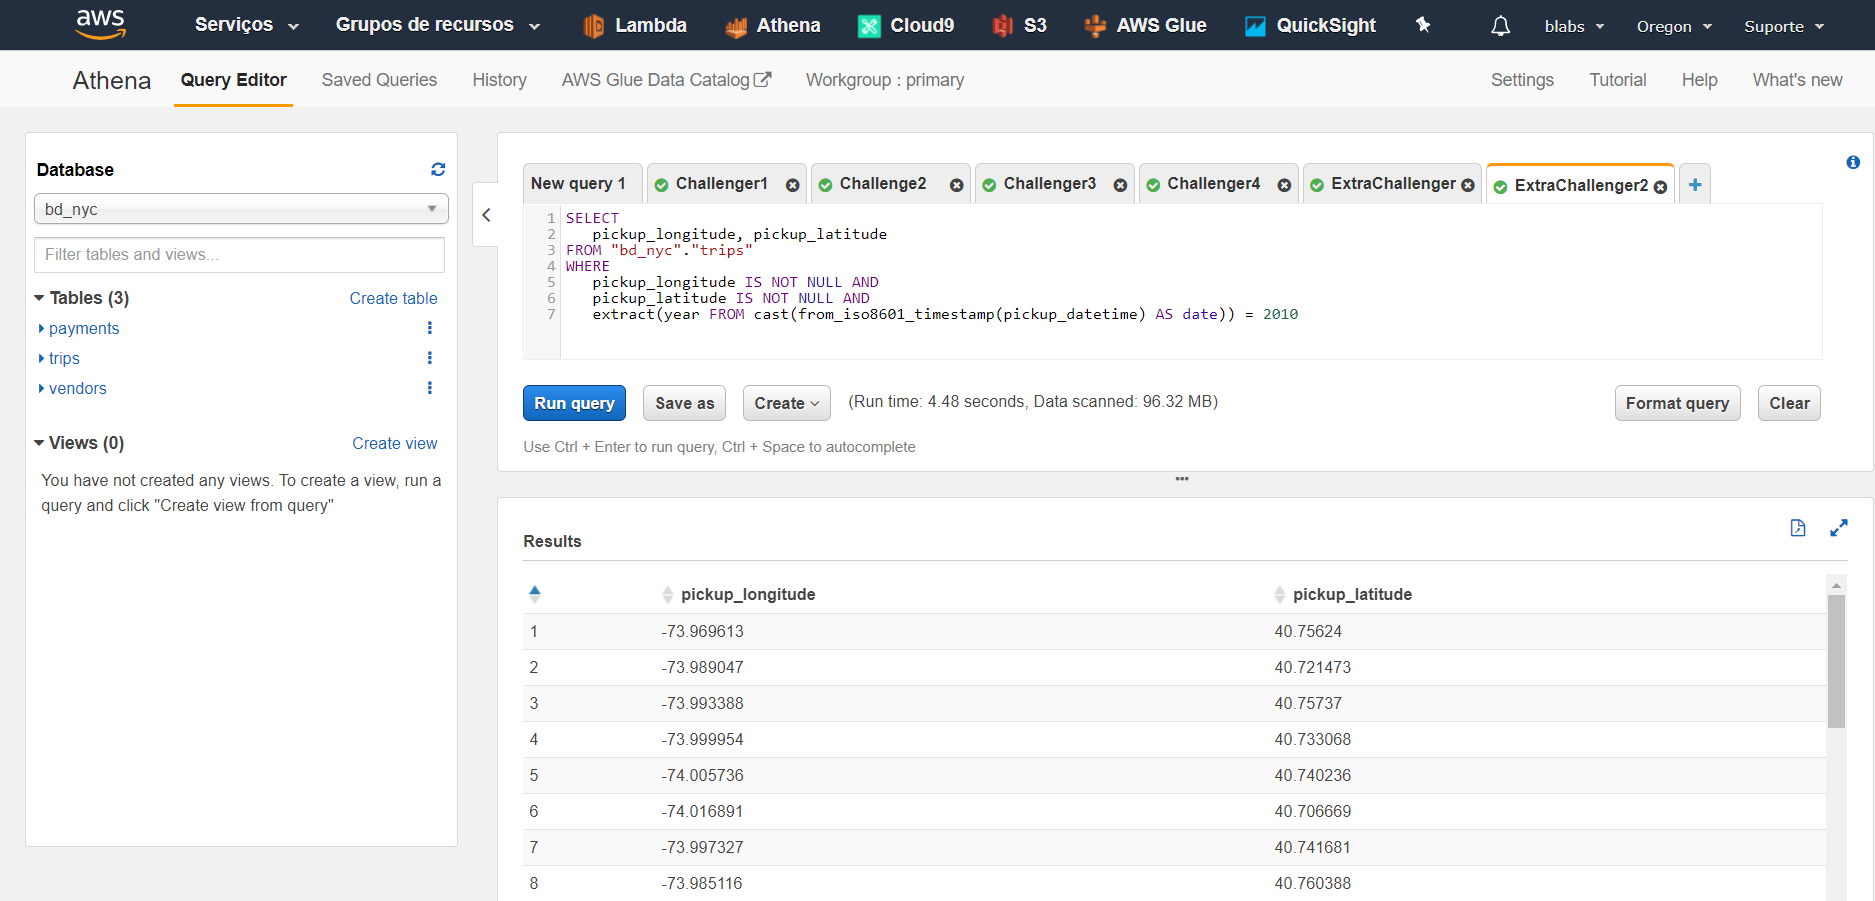 aws Serviços Grupos de recursos Lambda Athena Cloud9 S3 AWS Glue QuickSight blabs Oregon Suporte
Athena Query Editor Saved Queries History AWS Glue Data Catalog Workgroup : primary Settings Tutorial Help What's new
Database
bd_nyc
Filter tables and views...
Tables (3) Create table
payments
trips
vendors
Views (0) Create view
You have not created any views. To create a view, run a
query and click "Create view from query"
New query 1 Challenger1 Challenge2 Challenger3 Challenger4 ExtraChallenger ExtraChallenger2
1 SELECT
2 pickup_longitude, pickup_latitude
3 FROM "bd_nyc"."trips"
4 WHERE
5 pickup_longitude IS NOT NULL AND
6 pickup_latitude IS NOT NULL AND
7 extract(year FROM cast(from_iso8601_timestamp(pickup_datetime) AS date)) = 2010
Run query Save as Create (Run time: 4.48 seconds, Data scanned: 96.32 MB) Format query Clear
Use Ctrl + Enter to run query, Ctrl + Space to autocomplete
Results
pickup_longitude pickup_latitude
1 -73.969613 40.75624
2 -73.989047 40.721473
3 -73.993388 40.75737
4 -73.999954 40.733068
5 -74.005736 40.740236
6 -74.016891 40.706669
7 -73.997327 40.741681
8 -73.985116 40.760388